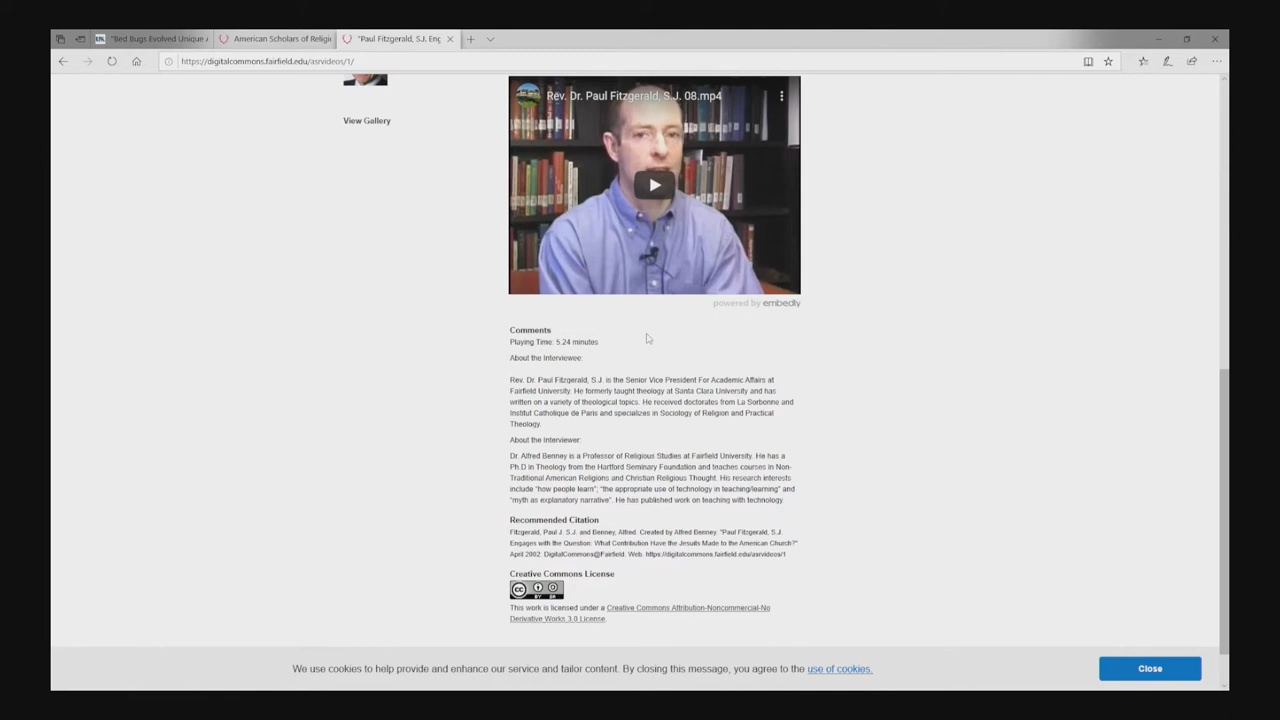 "Bed Bugs Evolved Unique A
American Scholars of Religi
"Paul Fitzgerald, S.J. Eng
https://digitalcommons.fairfield.edu/asrvideos/1/
View Gallery
Rev. Dr. Paul Fitzgerald, S.J. 08.mp4
powered by embedly
Comments
Playing Time: 5.24 minutes
About the Interviewee:
Rev. Dr. Paul Fitzgerald, S.J. is the Senior Vice President For Academic Affairs at
Fairfield University. He formerly taught theology at Santa Clara University and has
written on a variety of theological topics. He received doctorates from La Sorbonne and
Institut Catholique de Paris and specializes in Sociology of Religion and Practical
Theology.
About the Interviewer:
Dr. Alfred Benney is a Professor of Religious Studies at Fairfield University. He has a
Ph.D in Theology from the Hartford Seminary Foundation and teaches courses in Non-
Traditional American Religions and Christian Religious Thought. His research interests
include "how people learn"; "the appropriate use of technology in teaching/learning" and
"myth as explanatory narrative". He has published work on teaching with technology
Recommended Citation
Fitzgerald, Paul J. S.J. and Benney, Alfred. Created by Alfred Benney. "Paul Fitzgerald, S.J.
Engages with the Question: What Contribution Have the Jesuits Made to the American Church?"
April 2002. DigitalCommons@Fairfield. Web. https://digitalcommons.fairfield.edu/asrvideos/1
Creative Commons License
This work is licensed under a Creative Commons Attribution-Noncommercial-No
Derivative Works 3.0 License.
We use cookies to help provide and enhance our service and tailor content. By closing this message, you agree to the use of cookies.
Close